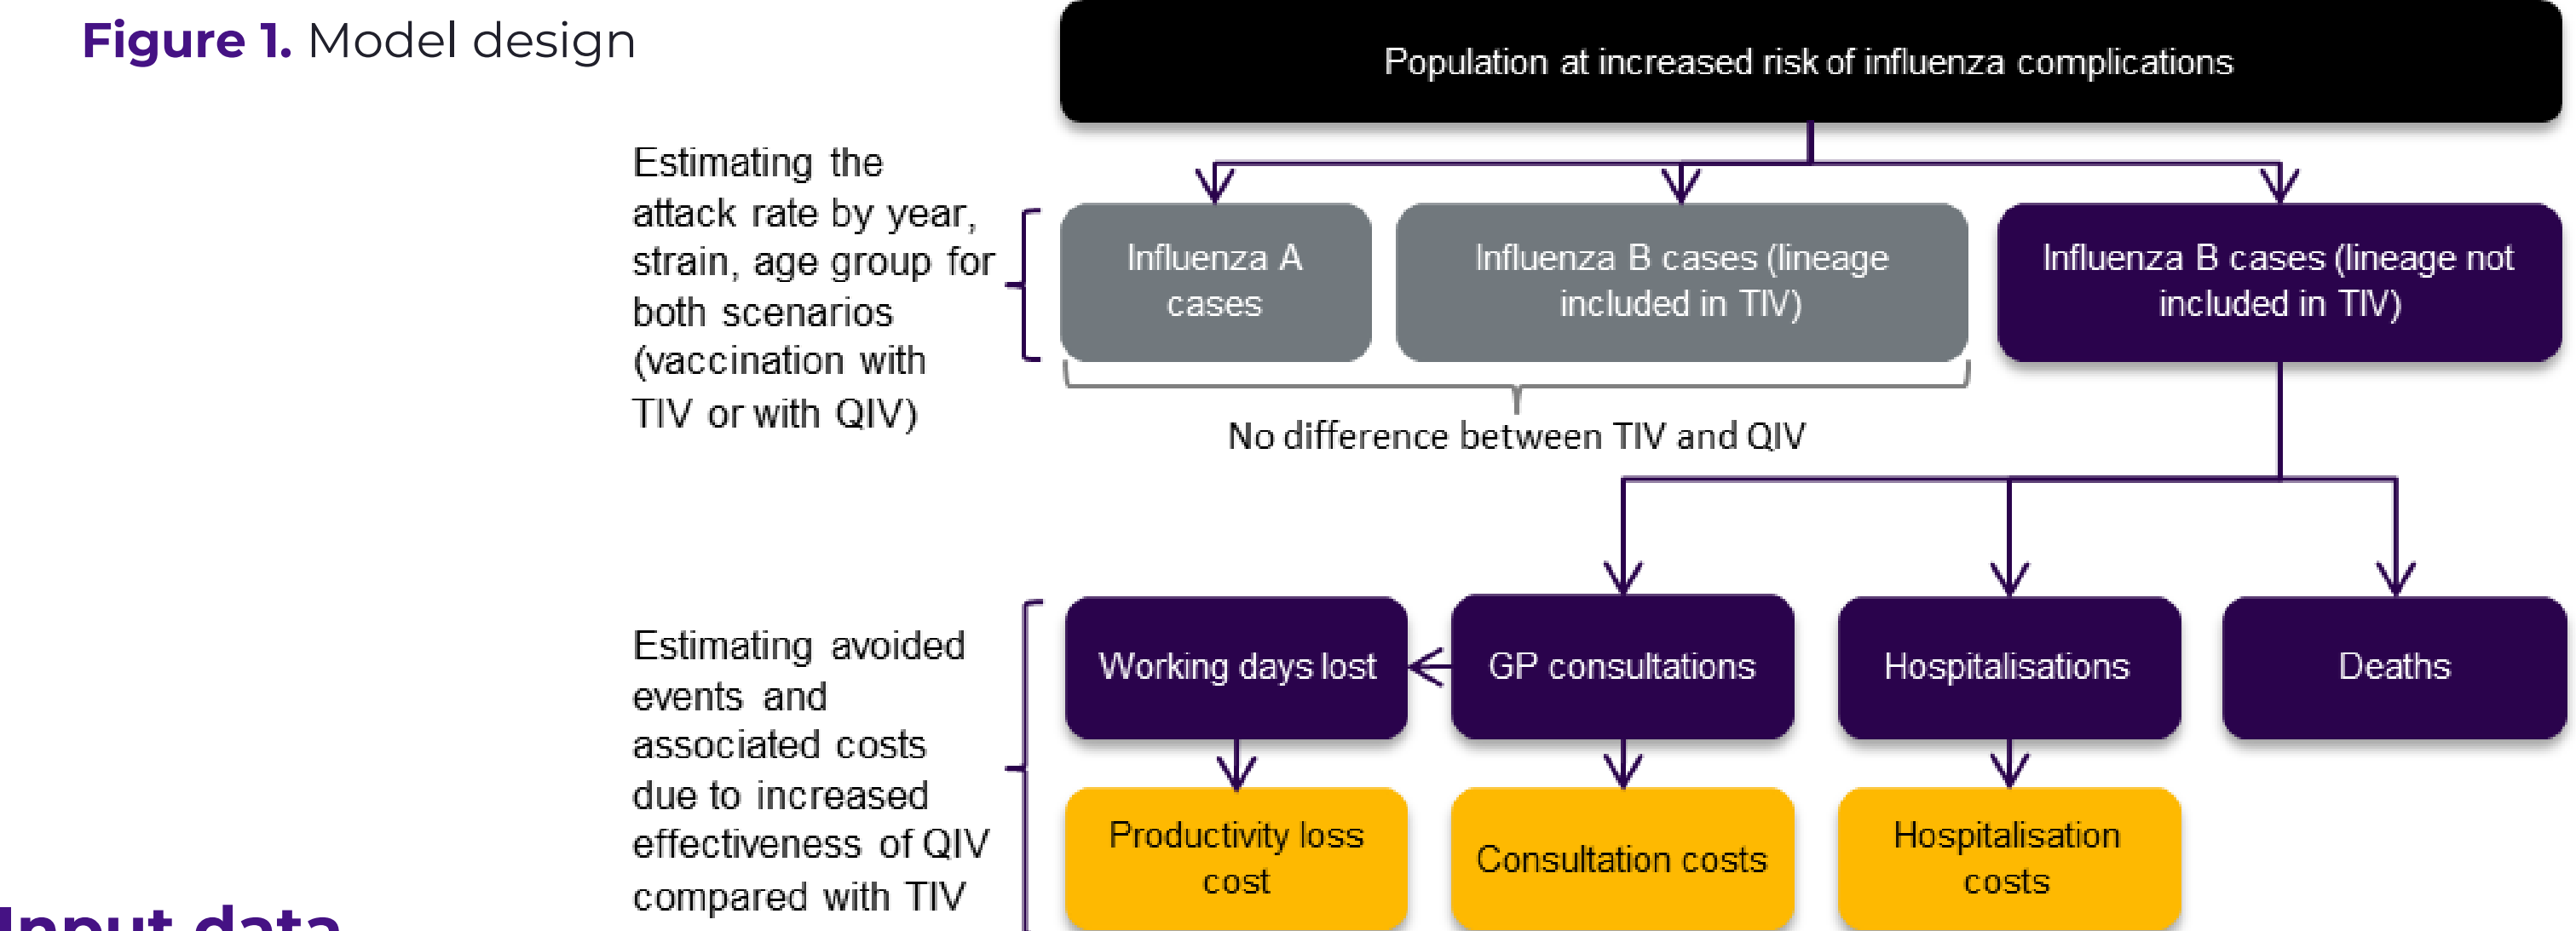 Figure 1. Model design
Population at increased risk of influenza complications
Estimating the
attack rate by year,
strain, age group for
both scenarios
(vaccination with
TIV or with QIV)
Influenza A
cases
Influenza B cases (lineage
included in TIV)
Influenza B cases (lineage not
included in TIV)
No difference between TIV and QIV
Estimating avoided
events and
associated costs
due to increased
effectiveness of QIV
compared with TIV
Working days lost
GP consultations
Hospitalisations
Deaths
Productivity loss
cost
Consultation costs
Hospitalisation
costs
Input data